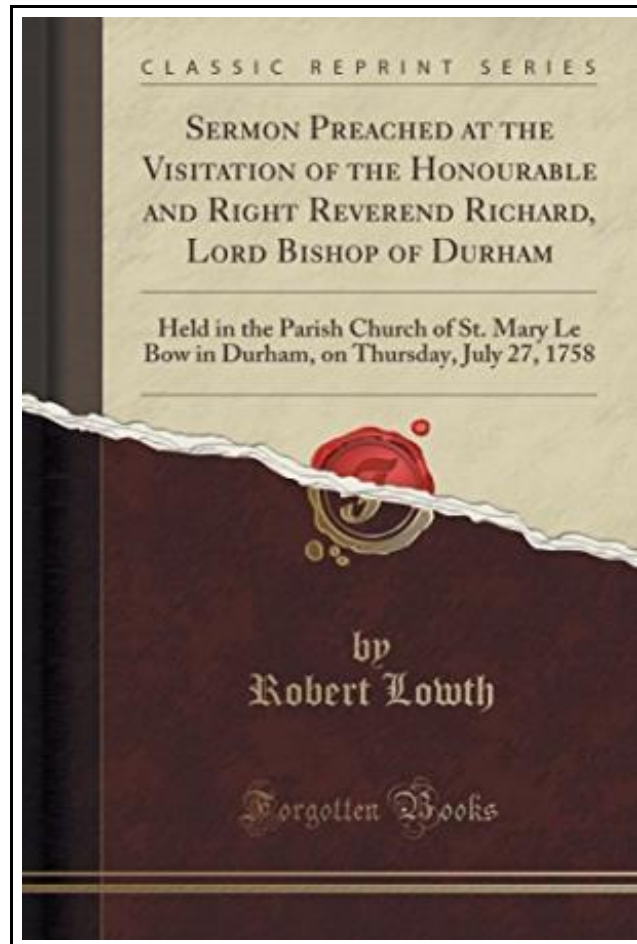 CLASSIC REPRINT SERIES
SERMON PREACHED AT THE
VISITATION OF THE HONOURABLE
AND RIGHT REVEREND RICHARD,
LORD BISHOP OF DURHAM
Held in the Parish Church of St. Mary Le
Bow in Durham, on Thursday, July 27, 1758
by
Robert Lowth
Forgotten Books